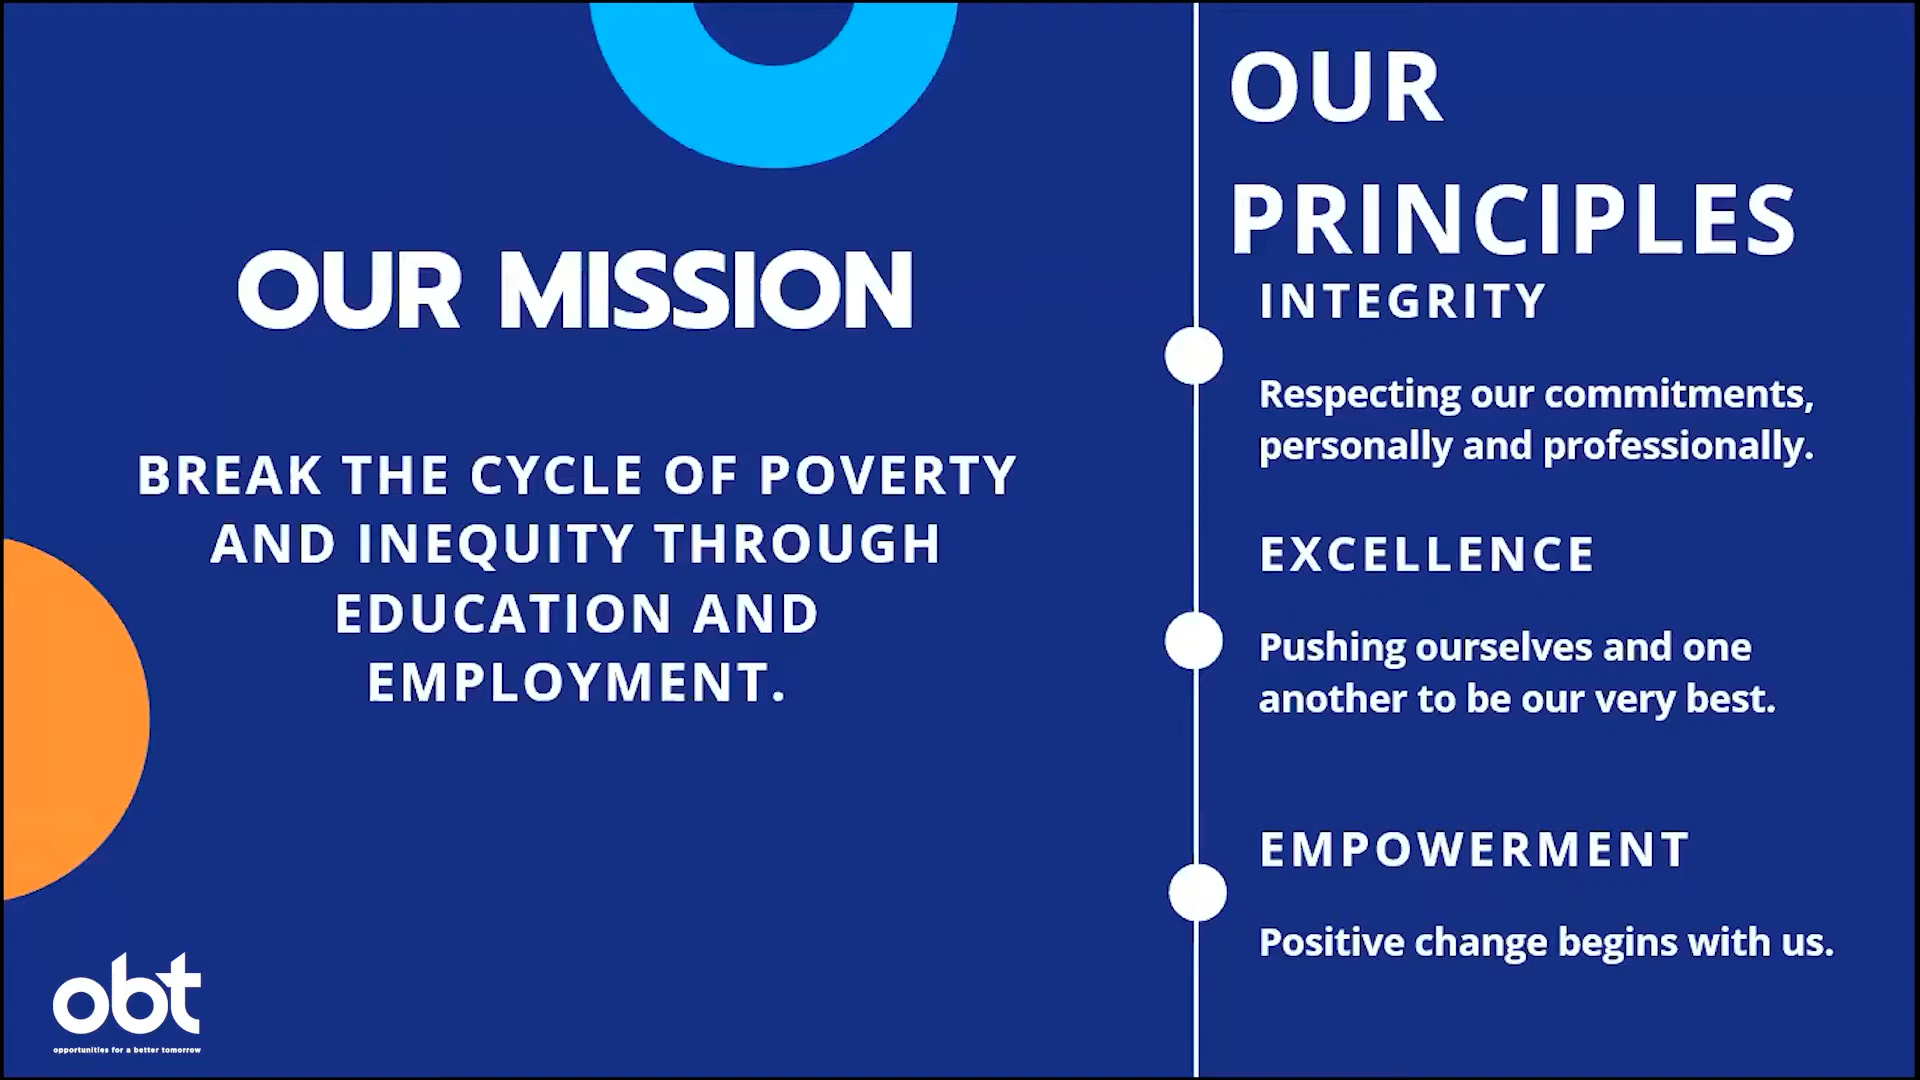 OUR MISSION
BREAK THE CYCLE OF POVERTY
AND INEQUITY THROUGH
EDUCATION AND
EMPLOYMENT.
obt
opportunities for a better tomorrow
OUR
PRINCIPLES
INTEGRITY
Respecting our commitments,
personally and professionally.
EXCELLENCE
Pushing ourselves and one
another to be our very best.
EMPOWERMENT
Positive change begins with us.